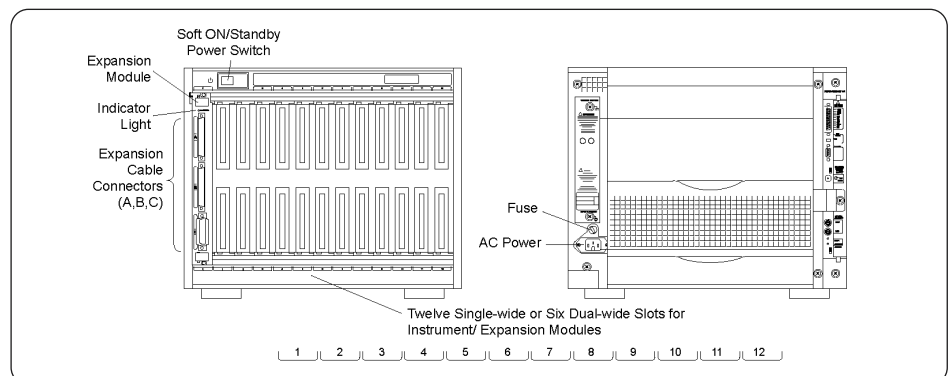 Soft ON/Standby
Power Switch
Expansion
Module
Indicator
Light
Expansion
Cable
Connectors
(A,B,C)
Fuse
AC Power
Twelve Single-wide or Six Dual-wide Slots for
Instrument/ Expansion Modules
1 2 3 4 5 6 7 8 9 10 11 12